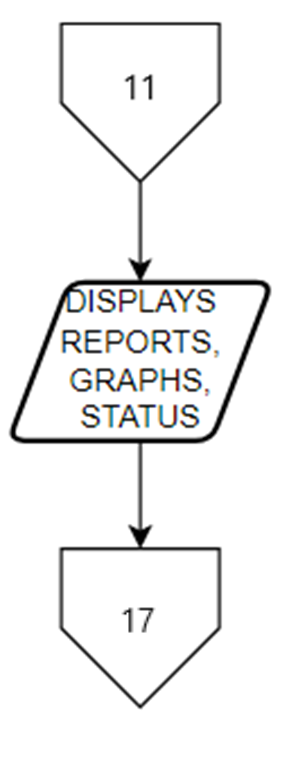 11
DISPLAYS
REPORTS,
GRAPHS,
STATUS
17